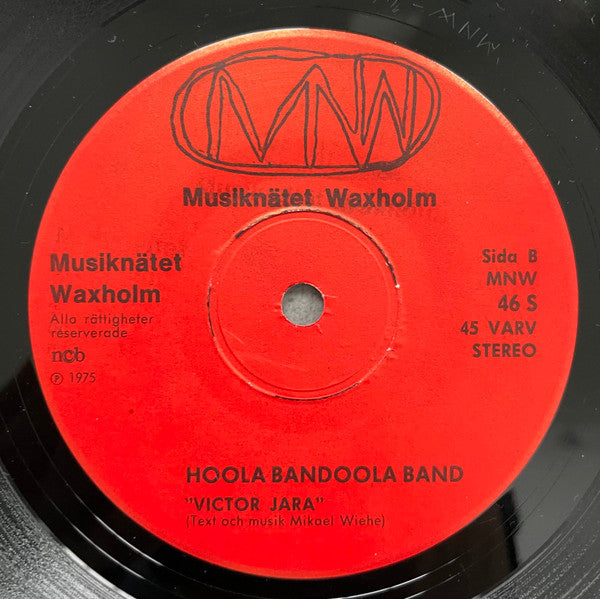 MNW
MNW
Musiknätet Waxholm
Musiknätet
Waxholm
Alla rättigheter
reserverade
ncb
℗ 1975
Sida B
MNW
46 S
45 VARV
STEREO
HOOLA BANDOOLA BAND
"VICTOR JARA"
(Text och musik Mikael Wiehe)